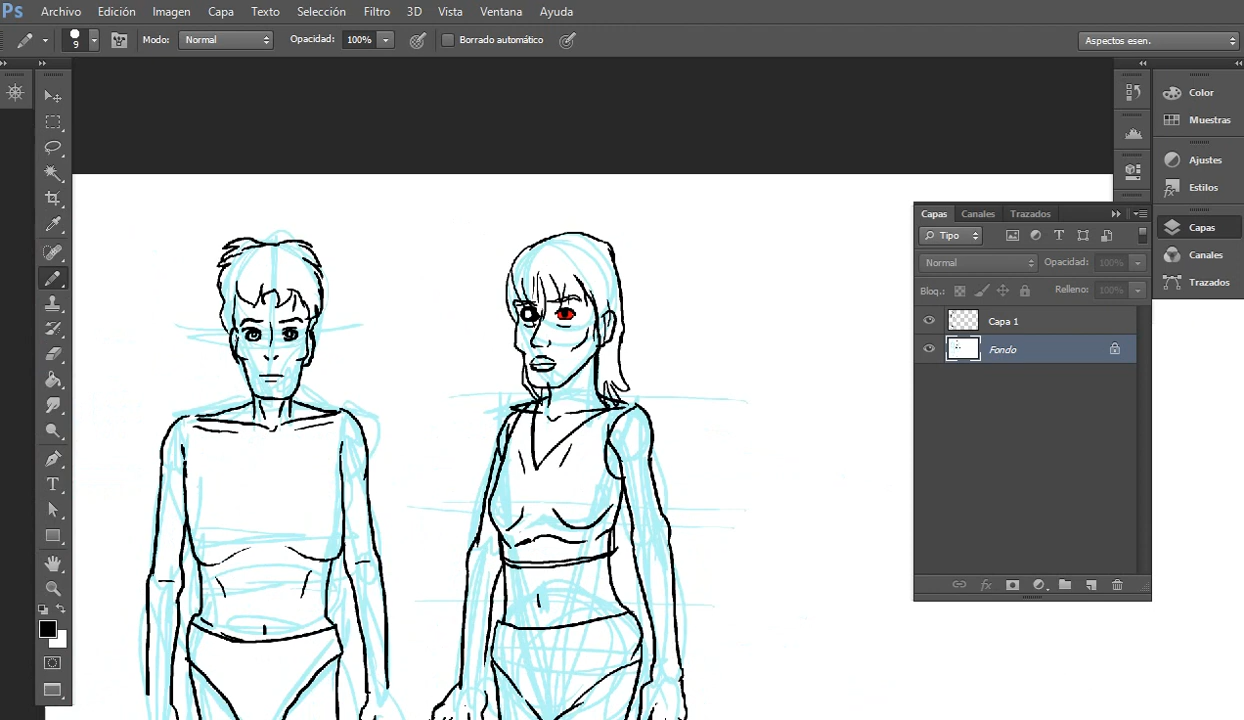 Ps Archivo Edición Imagen Capa Texto Selección Filtro 3D Vista Ventana Ayuda
9 Modo: Normal Opacidad: 100% Borrado automático Aspectos esen.
Color
Muestras
Ajustes
Estilos
Capas
Canales
Trazados
Capas Canales Trazados
Tipo
Normal Opacidad: 100%
Bloq.: Relleno: 100%
Capa 1
Fondo
fx